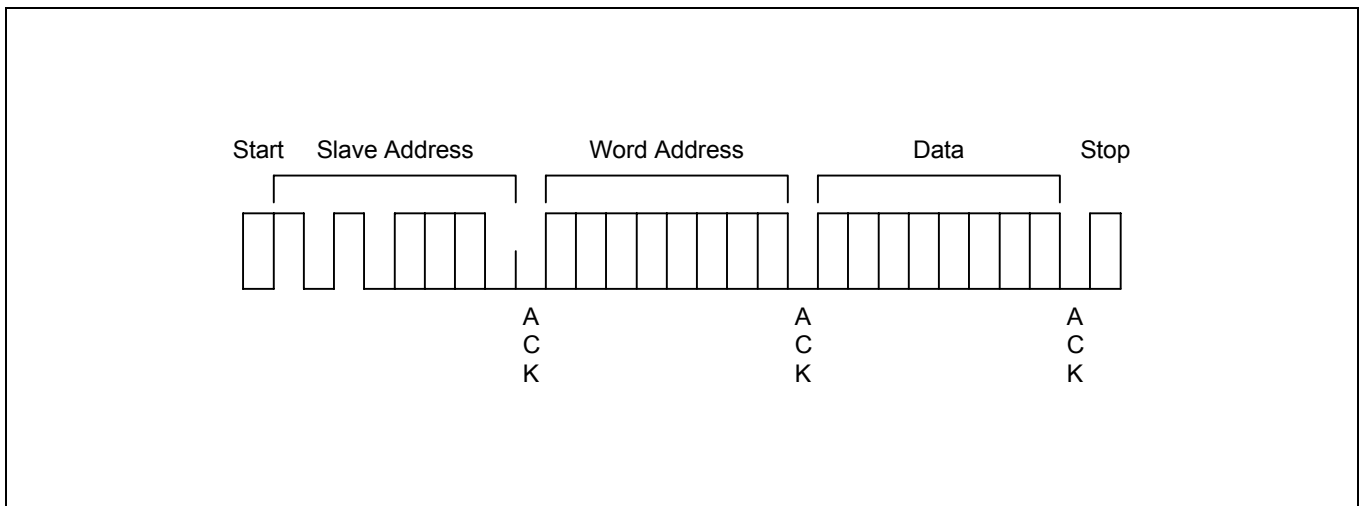 Start Slave Address Word Address Data Stop
A A A
C C C
K K K